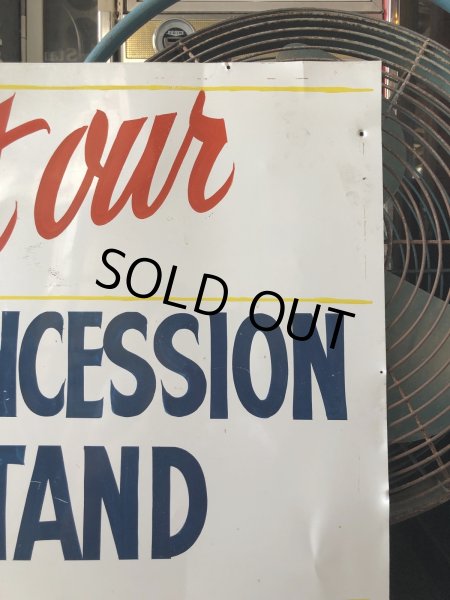 t our
SOLD OUT
NCESSION
TAND